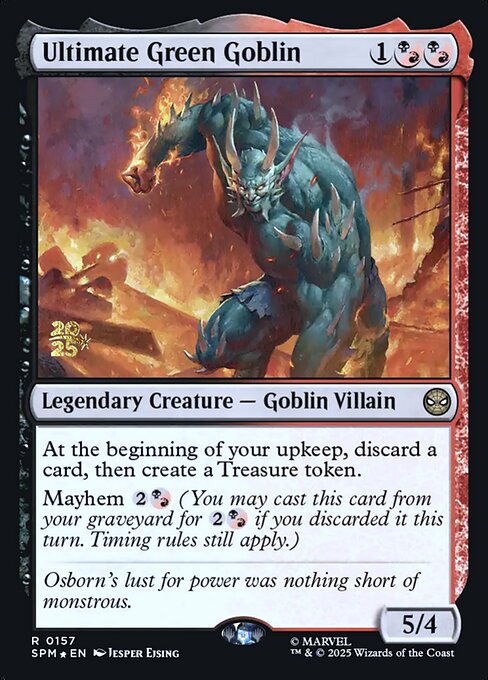 Ultimate Green Goblin 1
2025
Legendary Creature — Goblin Villain
At the beginning of your upkeep, discard a
card, then create a Treasure token.
Mayhem 2 (You may cast this card from
your graveyard for 2 if you discarded it this
turn. Timing rules still apply.)
Osborn's lust for power was nothing short of
monstrous.
5/4
R 0157
SPM★EN Jesper Eising
© MARVEL
™ & © 2025 Wizards of the Coast